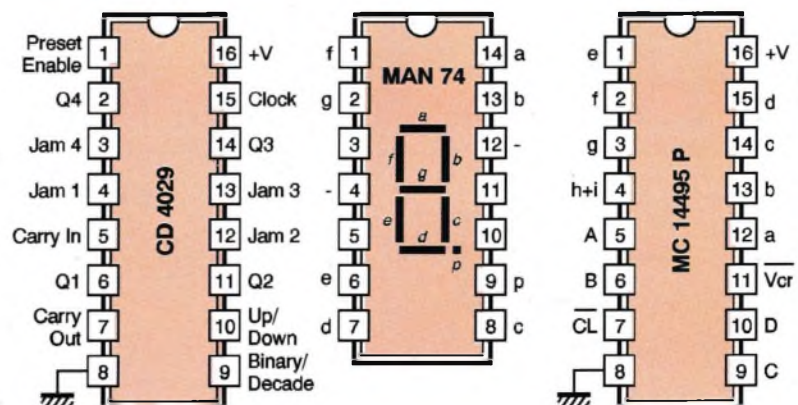 Preset
Enable
1
16
+V
Q4
2
15
Clock
Jam 4
3
14
Q3
Jam 1
4
13
Jam 3
Carry In
5
12
Jam 2
Q1
6
11
Q2
Carry
Out
7
10
Up/
Down
8
9
Binary/
Decade
CD 4029
f
1
14
a
MAN 74
g
2
13
b
3
12
-
-
4
11
5
10
e
6
9
p
d
7
8
c
a
f
b
g
e
c
d
p
e
1
16
+V
f
2
15
d
g
3
14
c
h+i
4
13
b
A
5
12
a
B
6
11
Vcr
CL
7
10
D
8
9
C
MC 14495 P